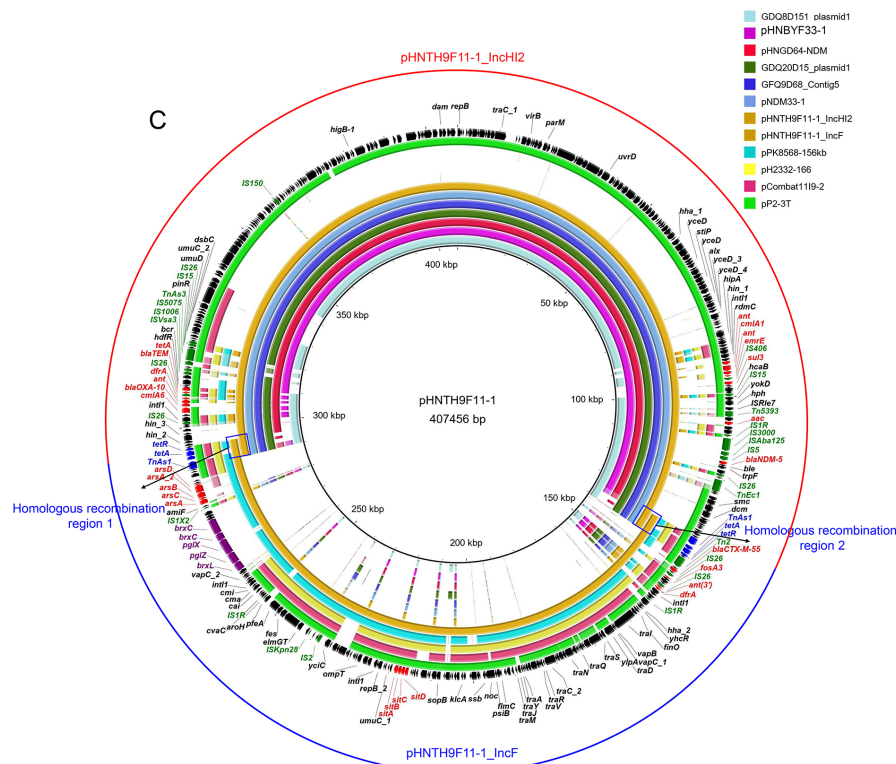 C
pHNTH9F11-1_IncHI2
GDQ8D151_plasmid1
pHNBYF33-1
pHNGD64-NDM
GDQ20D15_plasmid1
GFQ9D68_Contig5
pNDM33-1
pHNTH9F11-1_IncHI2
pHNTH9F11-1_IncF
pPK8568-156kb
pH2332-166
pCombat11I9-2
pP2-3T
higB-1
dam
repB
traC_1
virB
parM
uvrD
hha_1
yceD
stiP
yceD
alx
yceD_3
yceD_4
hipA
hin_1
intI1
rdmC
ant
cmlA1
ant
emrE
IS406
sul3
hcaB
IS15
yokD
hph
ISRle7
Tn5393
aac
IS1R
IS3000
ISAba125
IS5
blaNDM-5
ble
trpF
IS26
TnEc1
smc
dcm
TnAs1
tetA
tetR
Tn2
blaCTX-M-55
IS26
fosA3
IS26
ant(3')
dfrA
intI1
IS1R
Homologous recombination
region 2
hha_2
yhcR
finO
traI
vapB
ylpAvapC_1
traD
traS
traQ
traN
traC_2
traR
traV
traA
traY
traJ
traM
flmC
psiB
noc
ssb
klcA
sopB
sitD
sitC
sitB
sitA
umuC_1
repB_2
intI1
ompT
yciC
IS2
ISKpn28
elmGT
fes
pfeA
aroH
cvaC
IS1R
cai
cma
cmi
intI1
vapC_2
brxL
pglZ
pglX
brxC
brxC
IS1X2
amiF
arsA
arsC
arsB
arsA_2
arsD
TnAs1
tetA
tetR
hin_2
hin_3
IS26
intI1
cmlA6
blaOXA-10
ant
dfrA
IS26
blaTEM
tetA
hdfR
bcr
ISVsa3
IS1006
IS5075
TnAs3
pinR
IS15
IS26
umuD
umuC_2
dsbC
IS150
Homologous recombination
region 1
400 kbp
50 kbp
100 kbp
150 kbp
200 kbp
250 kbp
300 kbp
350 kbp
pHNTH9F11-1
407456 bp
pHNTH9F11-1_IncF